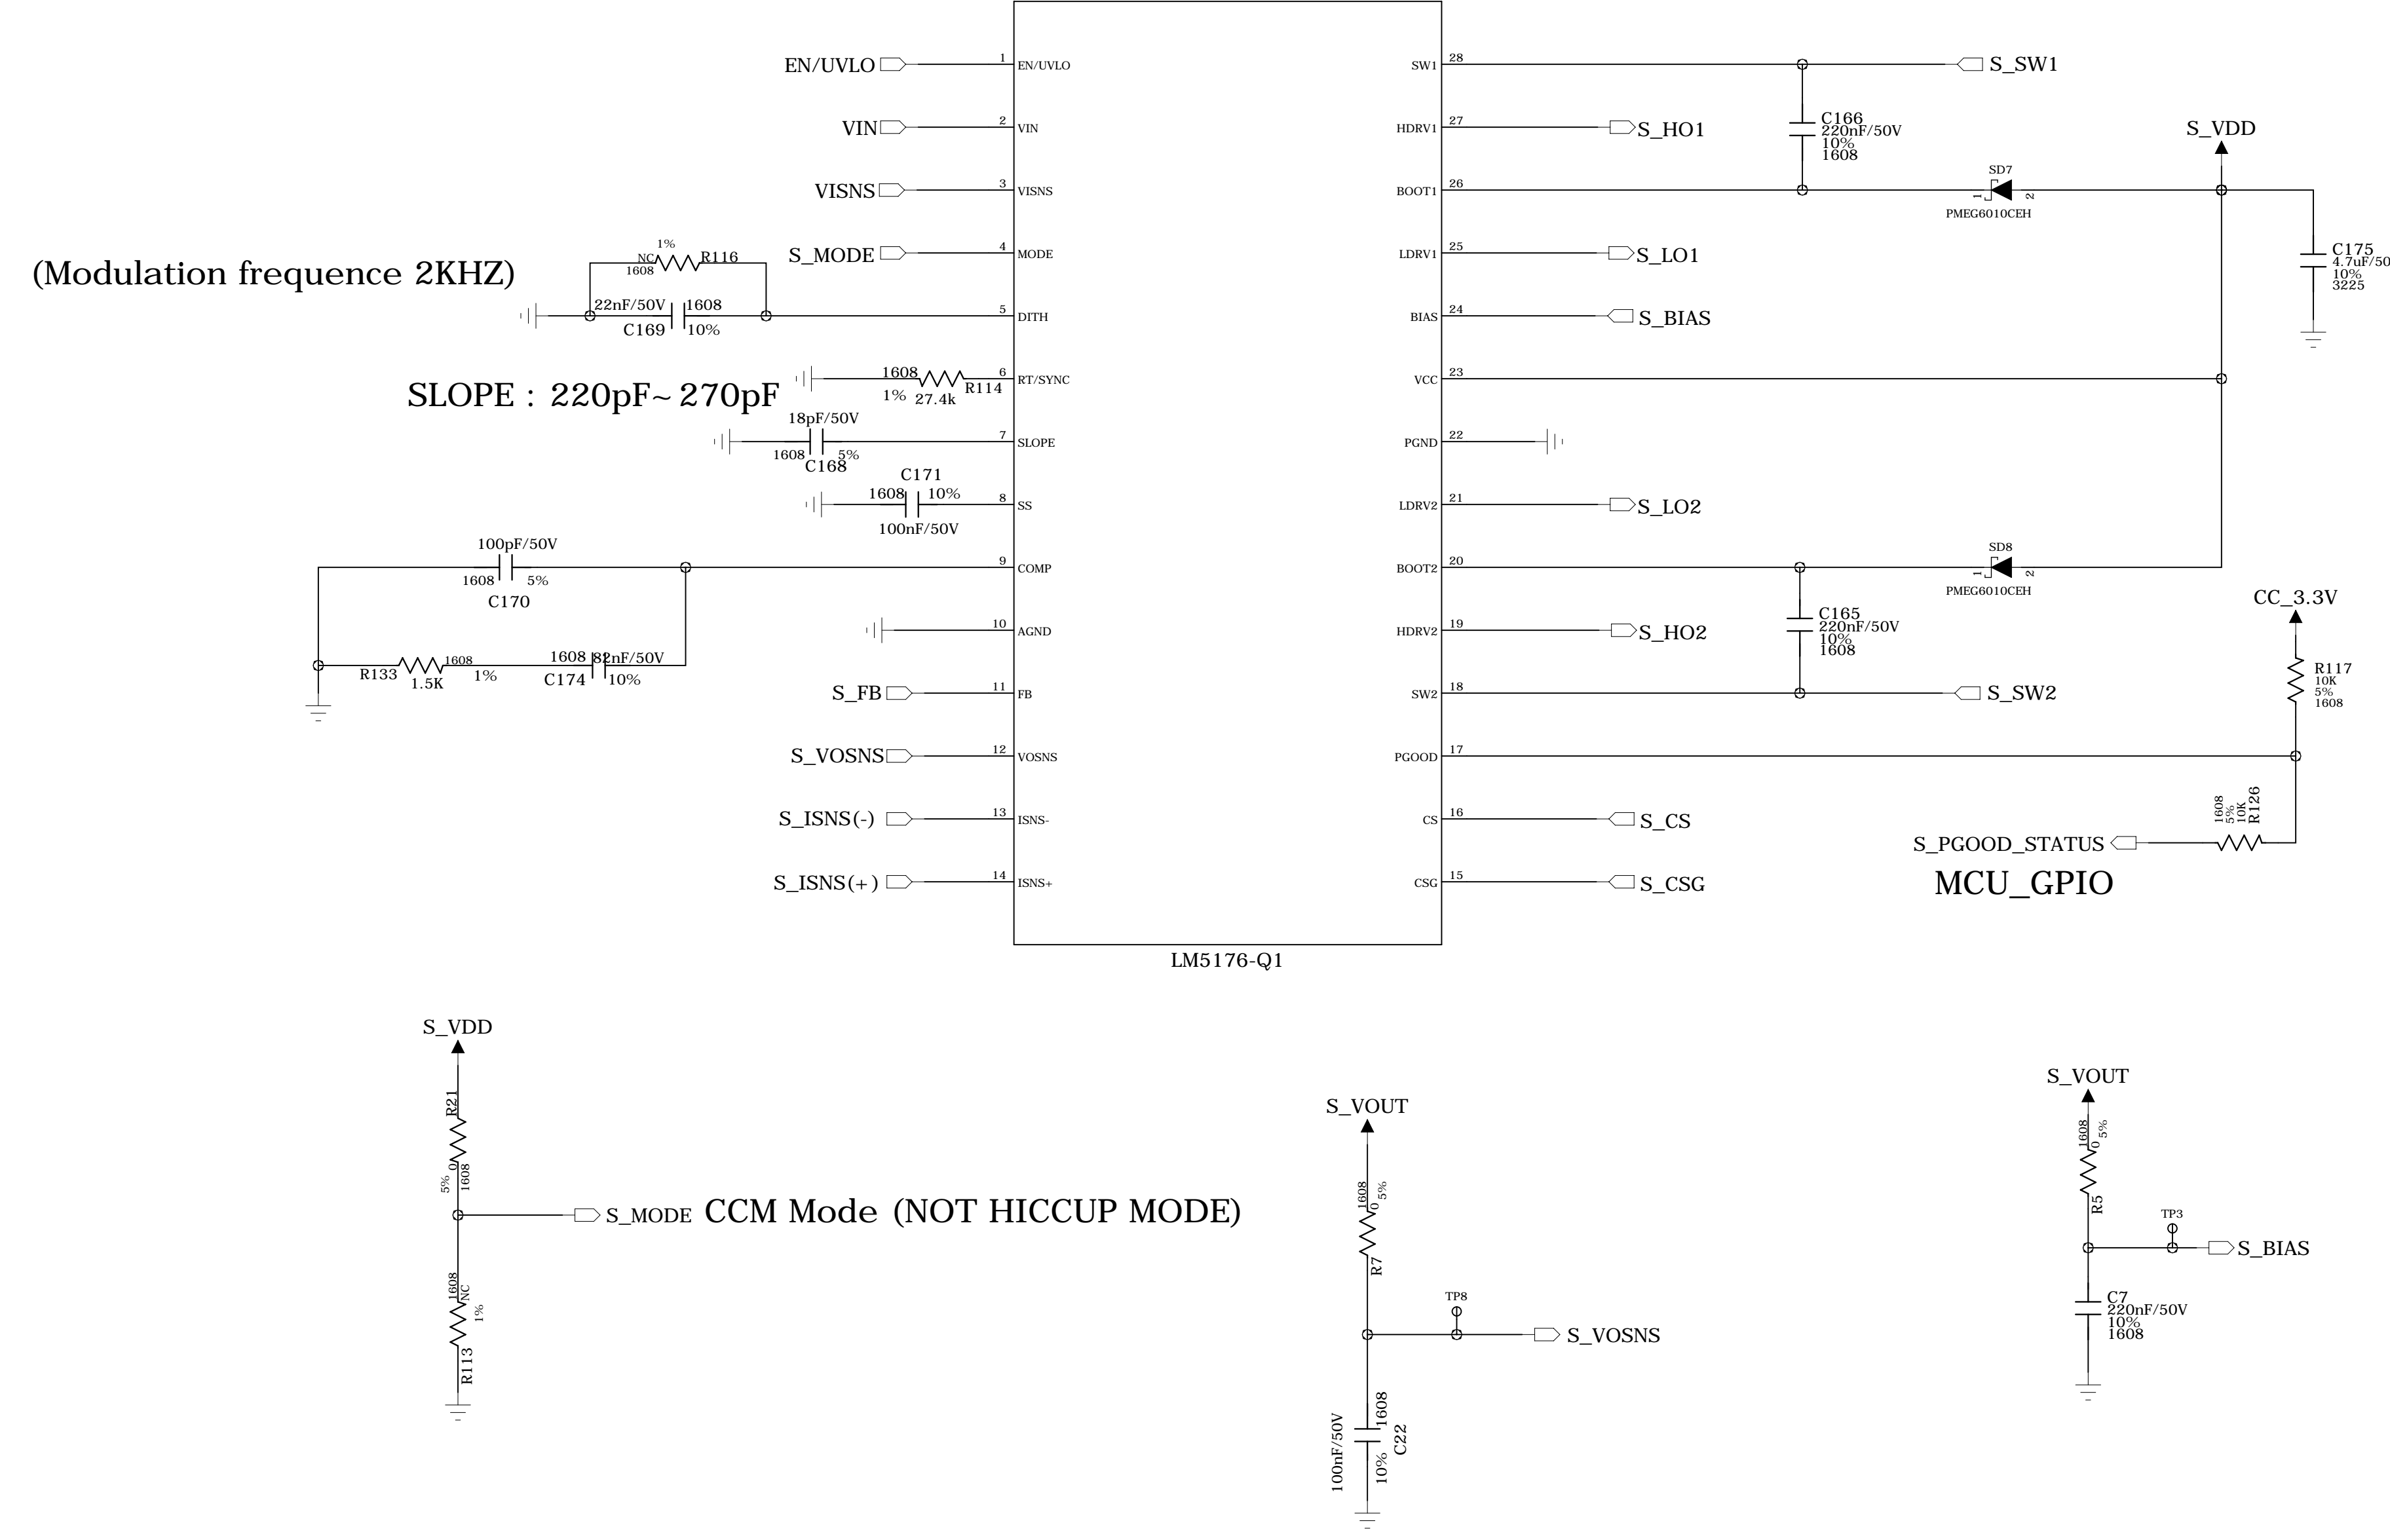 EN/UVLO
1
EN/UVLO
VIN
2
VIN
VISNS
3
VISNS
S_MODE
4
MODE
(Modulation frequence 2KHZ)
1%
NC
1608
R116
22nF/50V
1608
C169
10%
5
DITH
SLOPE : 220pF~270pF
1608
1%
27.4k
R114
6
RT/SYNC
18pF/50V
1608
5%
C168
7
SLOPE
C171
1608
10%
100nF/50V
8
SS
100pF/50V
1608
5%
C170
9
COMP
R133
1.5K
1608
1%
1608
82nF/50V
C174
10%
10
AGND
S_FB
11
FB
S_VOSNS
12
VOSNS
S_ISNS(-)
13
ISNS-
S_ISNS(+)
14
ISNS+
LM5176-Q1
SW1
28
S_SW1
HDRV1
27
S_HO1
C166
220nF/50V
10%
1608
S_VDD
BOOT1
26
SD7
1
2
PMEG6010CEH
LDRV1
25
S_LO1
C175
4.7uF/50
10%
3225
BIAS
24
S_BIAS
VCC
23
PGND
22
LDRV2
21
S_LO2
BOOT2
20
SD8
1
2
PMEG6010CEH
C165
220nF/50V
10%
1608
HDRV2
19
S_HO2
CC_3.3V
R117
10K
5%
1608
SW2
18
S_SW2
PGOOD
17
CS
16
S_CS
1608
5%
10K
R126
S_PGOOD_STATUS
MCU_GPIO
CSG
15
S_CSG
S_VDD
R21
5%
0
1608
S_MODE
CCM Mode (NOT HICCUP MODE)
1608
NC
1%
R113
S_VOUT
1608
0
5%
R7
TP8
S_VOSNS
100nF/50V
1608
10%
C22
S_VOUT
1608
0
5%
R5
TP3
S_BIAS
C7
220nF/50V
10%
1608